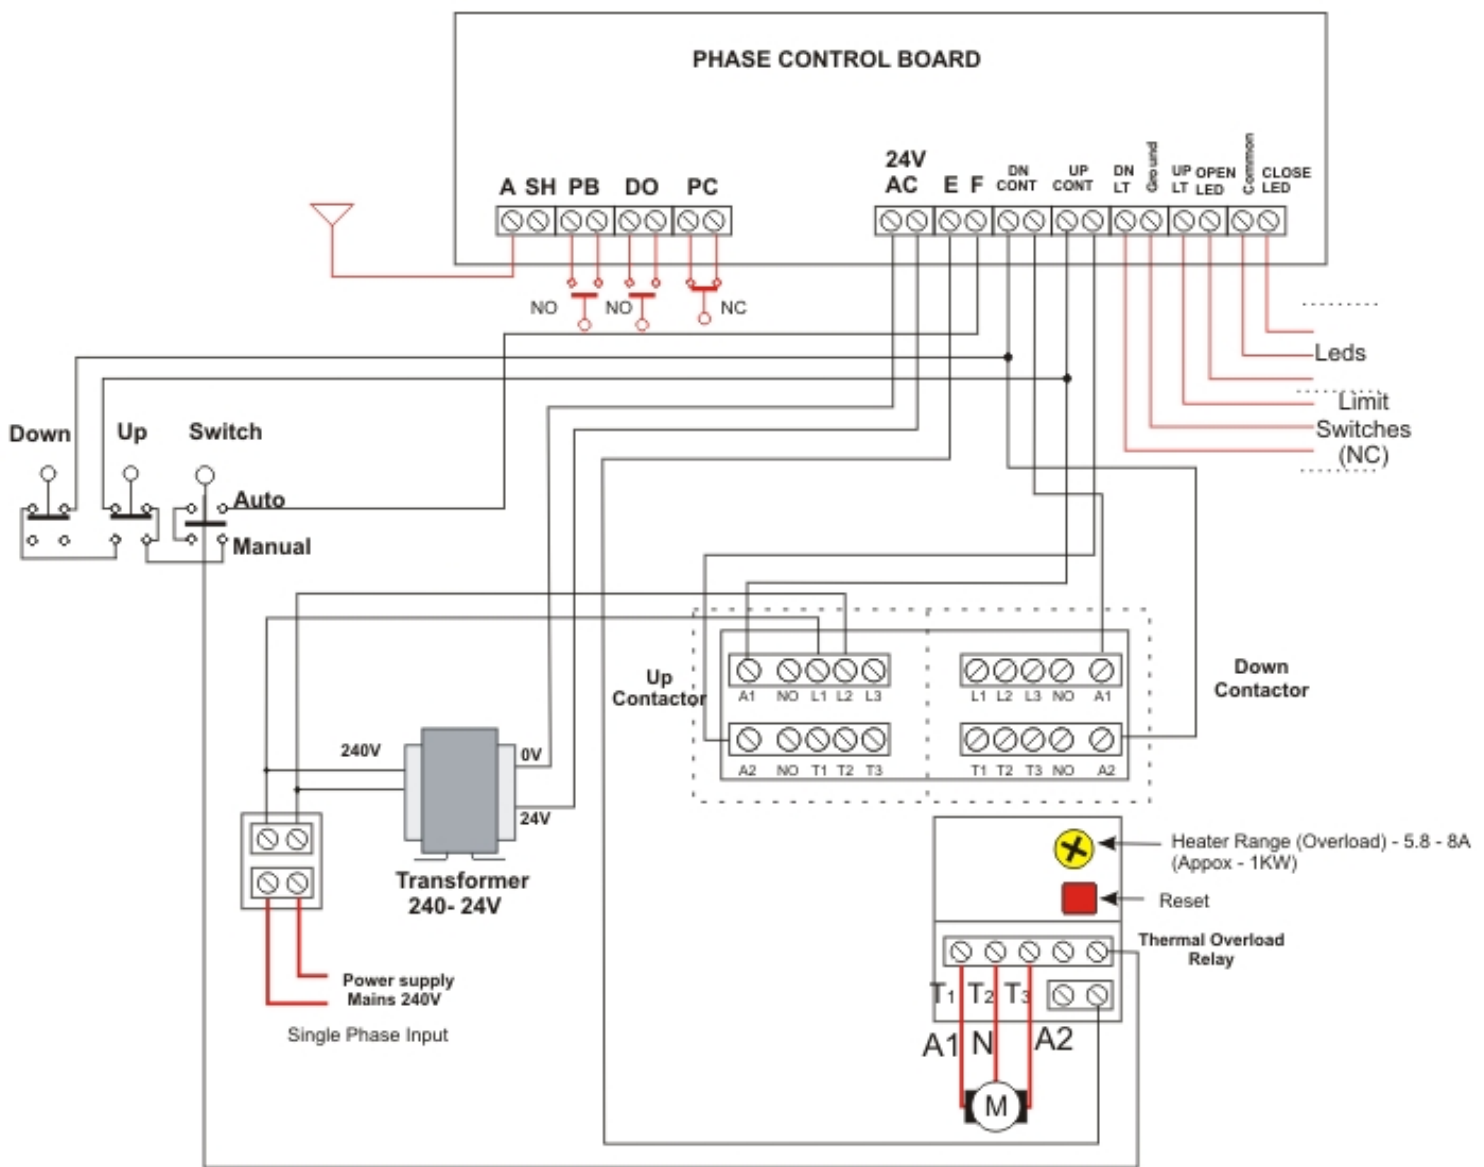 PHASE CONTROL BOARD
24V
AC
A SH PB DO PC
E F
DN
CONT
UP
CONT
DN
LT
Ground
UP
LT
OPEN
LED
Common
CLOSE
LED
NO
NO
NC
Leds
Limit
Switches
(NC)
Down
Up
Switch
Auto
Manual
Up
Contactor
A1 NO L1 L2 L3
L1 L2 L3 NO A1
Down
Contactor
A2 NO T1 T2 T3
T1 T2 T3 NO A2
240V
0V
24V
Transformer
240- 24V
Heater Range (Overload) - 5.8 - 8A
(Appox - 1KW)
Reset
Thermal Overload
Relay
Power supply
Mains 240V
Single Phase Input
T1 T2 T3
A1 N A2
M